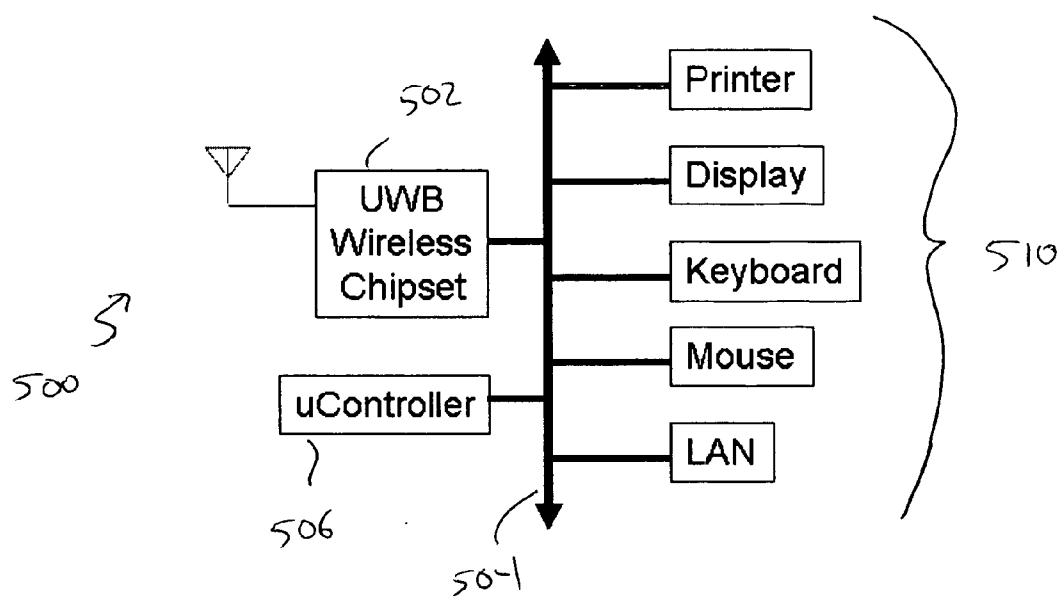 Printer
502
UWB
Wireless
Chipset
Display
Keyboard
510
Mouse
500
uController
LAN
506
504